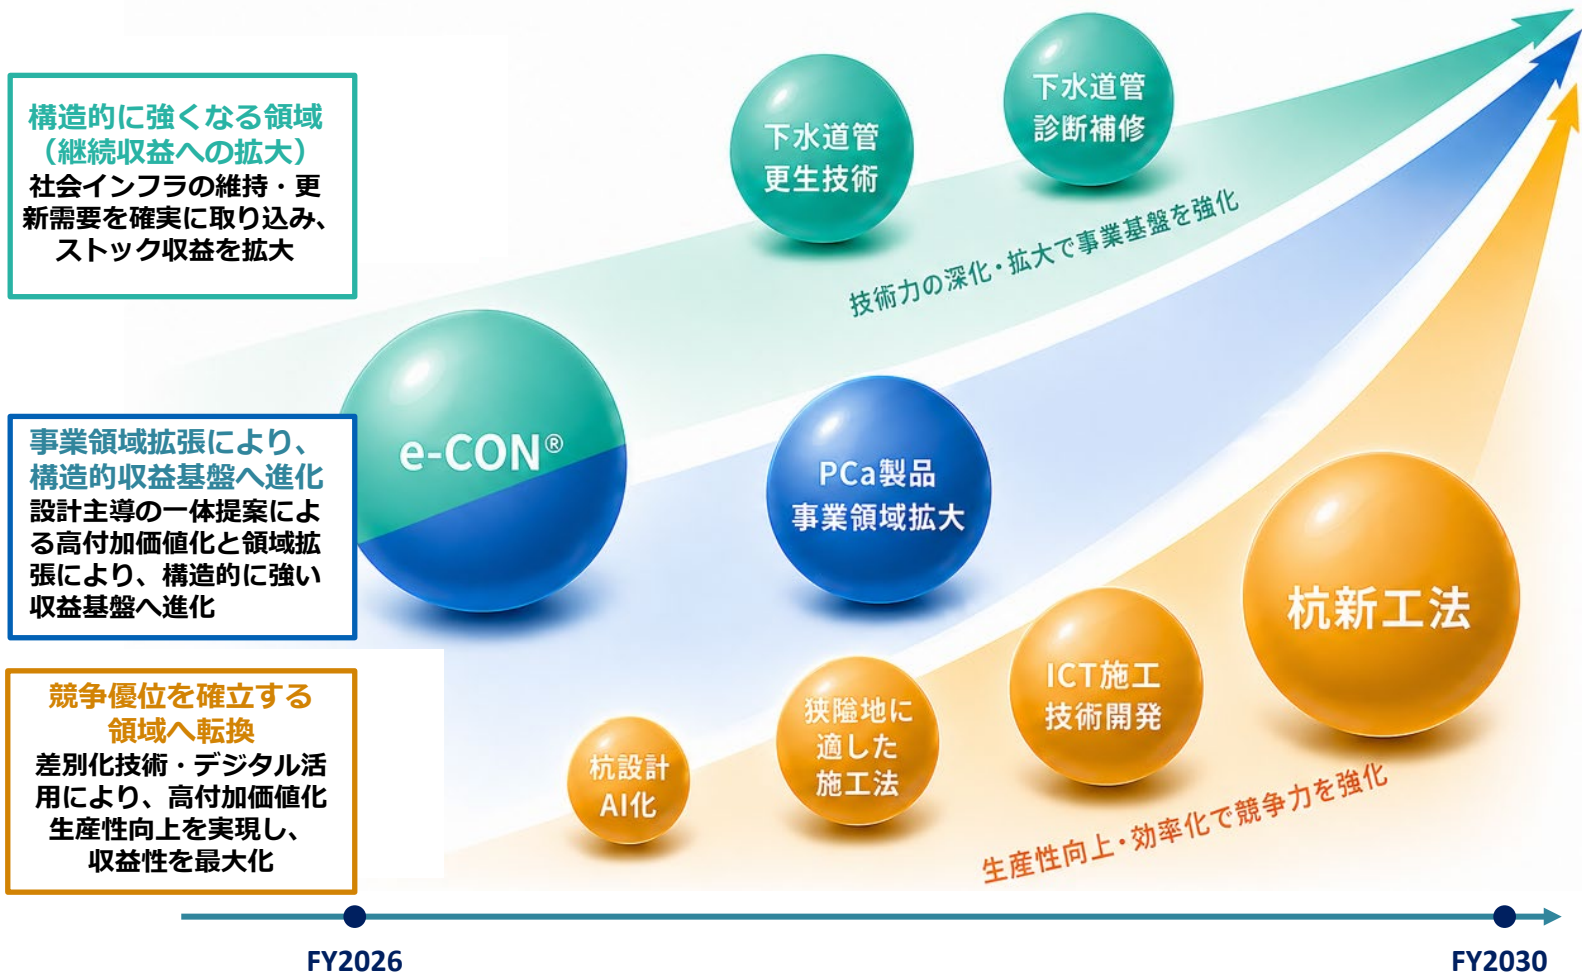 構造的に強くなる領域
（継続収益への拡大）
社会インフラの維持・更
新需要を確実に取り込み、
ストック収益を拡大
下水道管
更生技術
下水道管
診断補修
技術力の深化・拡大で事業基盤を強化
事業領域拡張により、
構造的収益基盤へ進化
設計主導の一体提案によ
る高付加価値化と領域拡
張により、構造的に強い
収益基盤へ進化
e-CON®
PCa製品
事業領域拡大
競争優位を確立する
領域へ転換
差別化技術・デジタル活
用により、高付加価値化
生産性向上を実現し、
収益性を最大化
杭設計
AI化
狭隘地に
適した
施工法
ICT施工
技術開発
杭新工法
生産性向上・効率化で競争力を強化
FY2026
FY2030